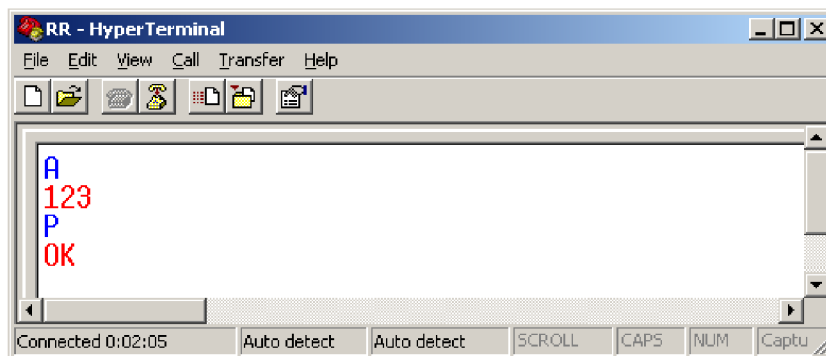 RR - HyperTerminal
File Edit View Call Transfer Help
A
123
P
OK
Connected 0:02:05 Auto detect Auto detect SCROLL CAPS NUM Captu